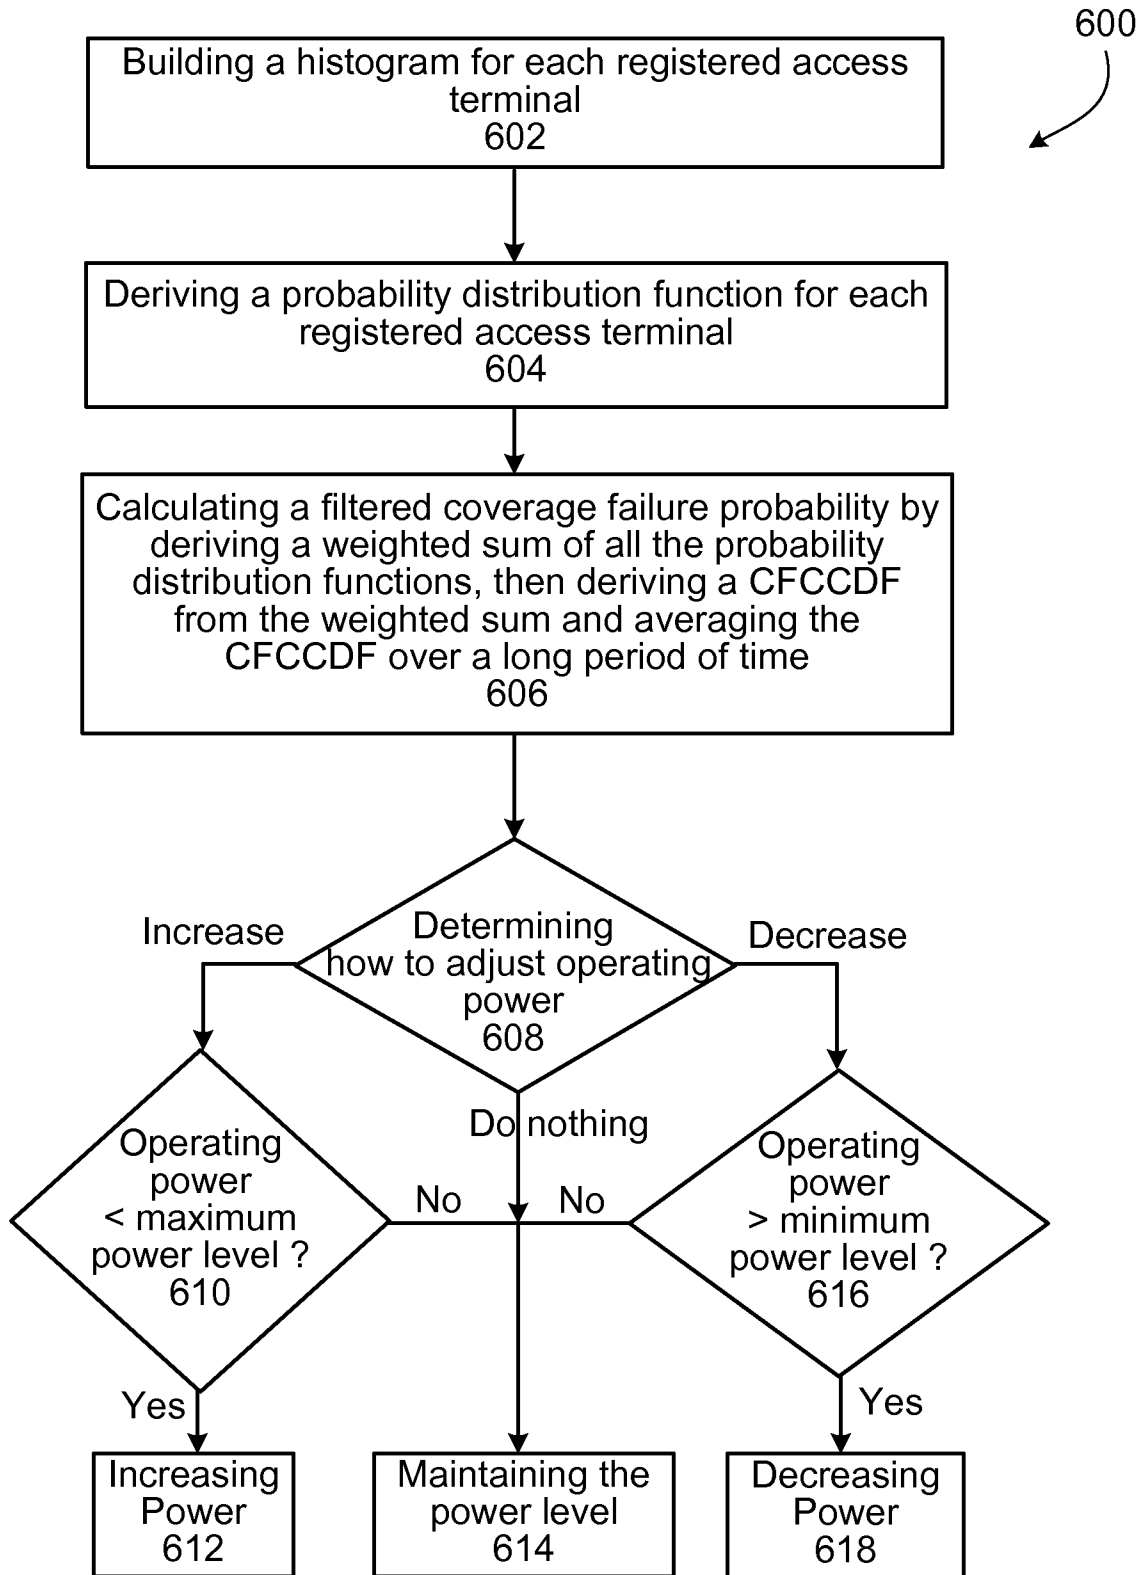 600
Building a histogram for each registered access
terminal
602
Deriving a probability distribution function for each
registered access terminal
604
Calculating a filtered coverage failure probability by
deriving a weighted sum of all the probability
distribution functions, then deriving a CFCCDF
from the weighted sum and averaging the
CFCCDF over a long period of time
606
Increase
Determining
how to adjust operating
power
608
Decrease
Do nothing
Operating
power
< maximum
power level ?
610
No
No
Operating
power
> minimum
power level ?
616
Yes
Yes
Increasing
Power
612
Maintaining the
power level
614
Decreasing
Power
618